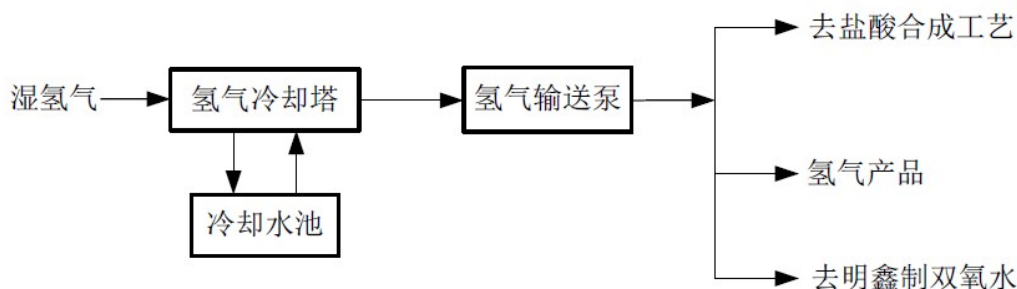 去盐酸合成工艺
湿氢气
氢气冷却塔
氢气输送泵
氢气产品
冷却水池
去明鑫制双氧水